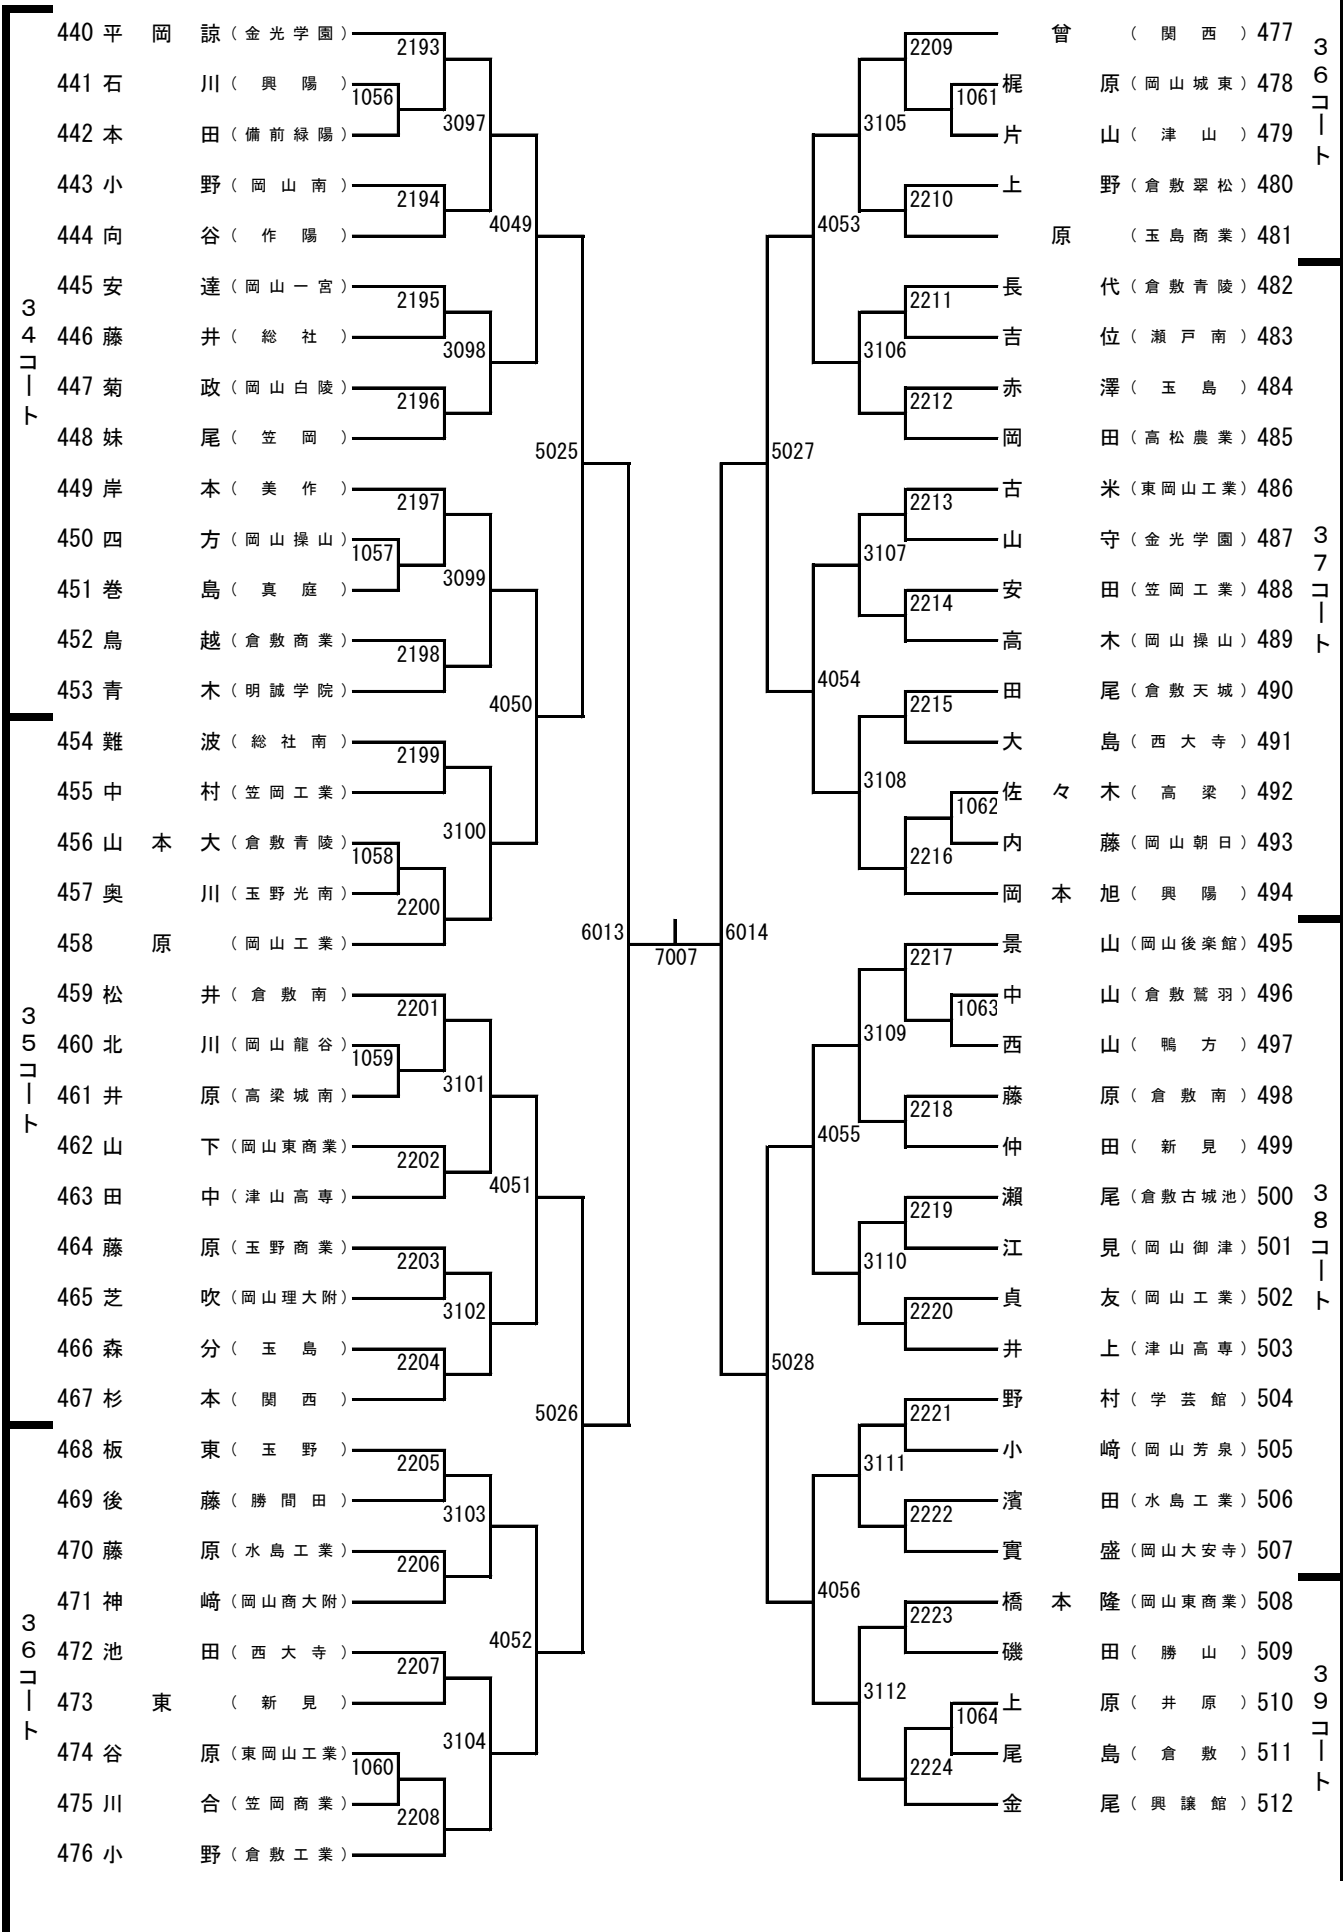 34コート
440 平岡諒 (金光学園)
441 石川 (興陽)
442 本田 (備前緑陽)
443 小野 (岡山南)
444 向谷 (作陽)
445 安達 (岡山一宮)
446 藤井 (総社)
447 菊政 (岡山白陵)
448 妹尾 (笠岡)
449 岸本 (美作)
450 四方 (岡山操山)
451 巻島 (真庭)
452 鳥越 (倉敷商業)
453 青木 (明誠学院)
35コート
454 難波 (総社南)
455 中村 (笠岡工業)
456 山本大 (倉敷青陵)
457 奥川 (玉野光南)
458 原 (岡山工業)
459 松井 (倉敷南)
460 北川 (岡山龍谷)
461 井原 (高梁城南)
462 山下 (岡山東商業)
463 田中 (津山高専)
464 藤原 (玉野商業)
465 芝吹 (岡山理大附)
466 森分 (玉島)
467 杉本 (関西)
36コート
468 板東 (玉野)
469 後藤 (勝間田)
470 藤原 (水島工業)
471 神﨑 (岡山商大附)
472 池田 (西大寺)
473 東 (新見)
474 谷原 (東岡山工業)
475 川合 (笠岡商業)
476 小野 (倉敷工業)
1056
1057
1058
1059
1060
2193
2194
2195
2196
2197
2198
2199
2200
2201
2202
2203
2204
2205
2206
2207
2208
3097
3098
3099
3100
3101
3102
3103
3104
4049
4050
4051
4052
5025
5026
6013
7007
6014
5027
5028
4053
4054
4055
4056
3105
3106
3107
3108
3109
3110
3111
3112
2209
2210
2211
2212
2213
2214
2215
2216
2217
2218
2219
2220
2221
2222
2223
2224
1061
1062
1063
1064
36コート
曾 (関西) 477
梶原 (岡山城東) 478
片山 (津山) 479
上野 (倉敷翠松) 480
原 (玉島商業) 481
37コート
長代 (倉敷青陵) 482
吉位 (瀬戸南) 483
赤澤 (玉島) 484
岡田 (高松農業) 485
古米 (東岡山工業) 486
山守 (金光学園) 487
安田 (笠岡工業) 488
高木 (岡山操山) 489
田尾 (倉敷天城) 490
大島 (西大寺) 491
佐々木 (高梁) 492
内藤 (岡山朝日) 493
岡本旭 (興陽) 494
38コート
景山 (岡山後楽館) 495
中山 (倉敷鷲羽) 496
西山 (鴨方) 497
藤原 (倉敷南) 498
仲田 (新見) 499
瀬尾 (倉敷古城池) 500
江見 (岡山御津) 501
貞友 (岡山工業) 502
井上 (津山高専) 503
野村 (学芸館) 504
小﨑 (岡山芳泉) 505
濱田 (水島工業) 506
實盛 (岡山大安寺) 507
39コート
橋本隆 (岡山東商業) 508
磯田 (勝山) 509
上原 (井原) 510
尾島 (倉敷) 511
金尾 (興譲館) 512